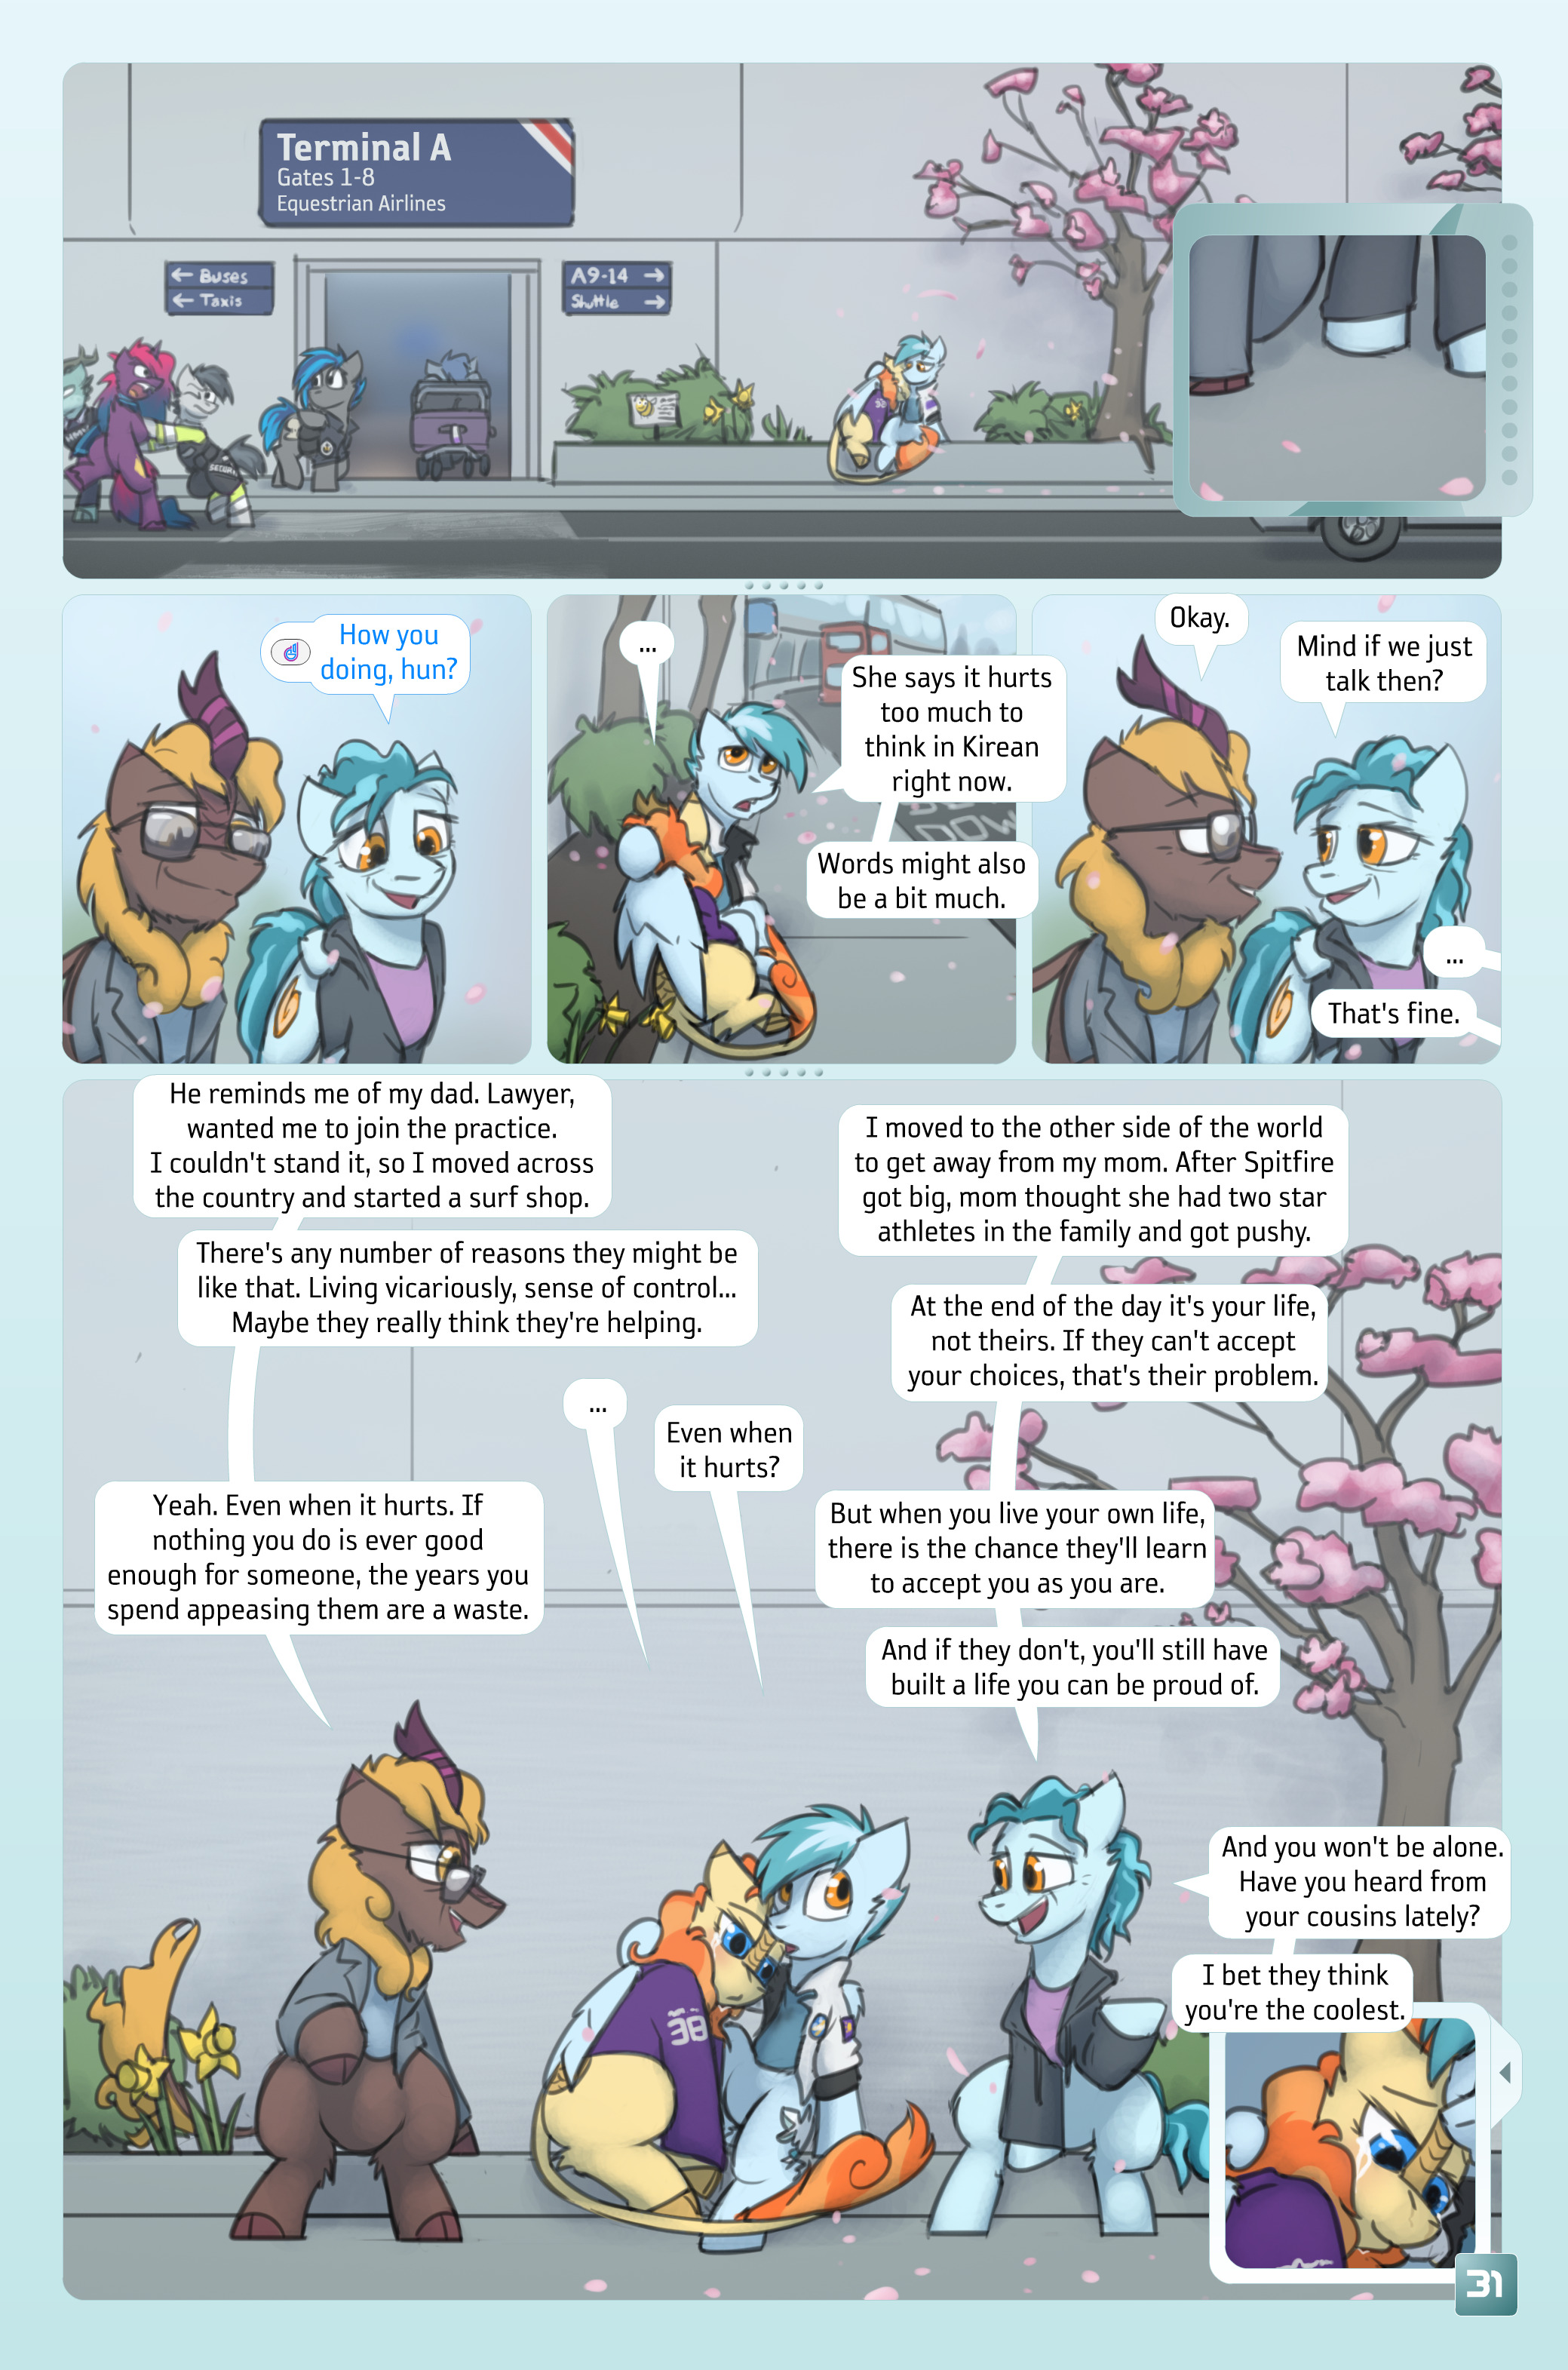 Terminal A
Gates 1-8
Equestrian Airlines
← Buses
← Taxis
A9-14 →
Shuttle →
How you
doing, hun?
...
She says it hurts
too much to
think in Kirean
right now.
Words might also
be a bit much.
Okay.
Mind if we just
talk then?
...
That's fine.
He reminds me of my dad. Lawyer,
wanted me to join the practice.
I couldn't stand it, so I moved across
the country and started a surf shop.
There's any number of reasons they might be
like that. Living vicariously, sense of control...
Maybe they really think they're helping.
I moved to the other side of the world
to get away from my mom. After Spitfire
got big, mom thought she had two star
athletes in the family and got pushy.
At the end of the day it's your life,
not theirs. If they can't accept
your choices, that's their problem.
...
Even when
it hurts?
Yeah. Even when it hurts. If
nothing you do is ever good
enough for someone, the years you
spend appeasing them are a waste.
But when you live your own life,
there is the chance they'll learn
to accept you as you are.
And if they don't, you'll still have
built a life you can be proud of.
And you won't be alone.
Have you heard from
your cousins lately?
I bet they think
you're the coolest.
38
31